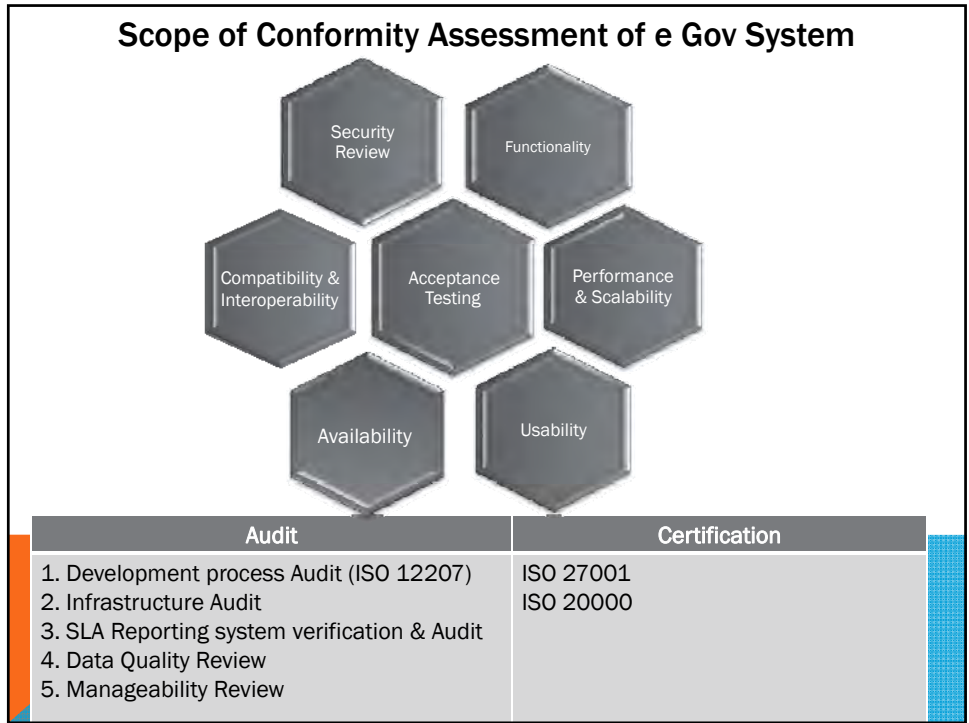 Scope of Conformity Assessment of e Gov System
Security
Review
Functionality
Compatibility &
Interoperability
Acceptance
Testing
Performance
& Scalability
Availability
Usability
Audit
Certification
1. Development process Audit (ISO 12207)
2. Infrastructure Audit
3. SLA Reporting system verification & Audit
4. Data Quality Review
5. Manageability Review
ISO 27001
ISO 20000